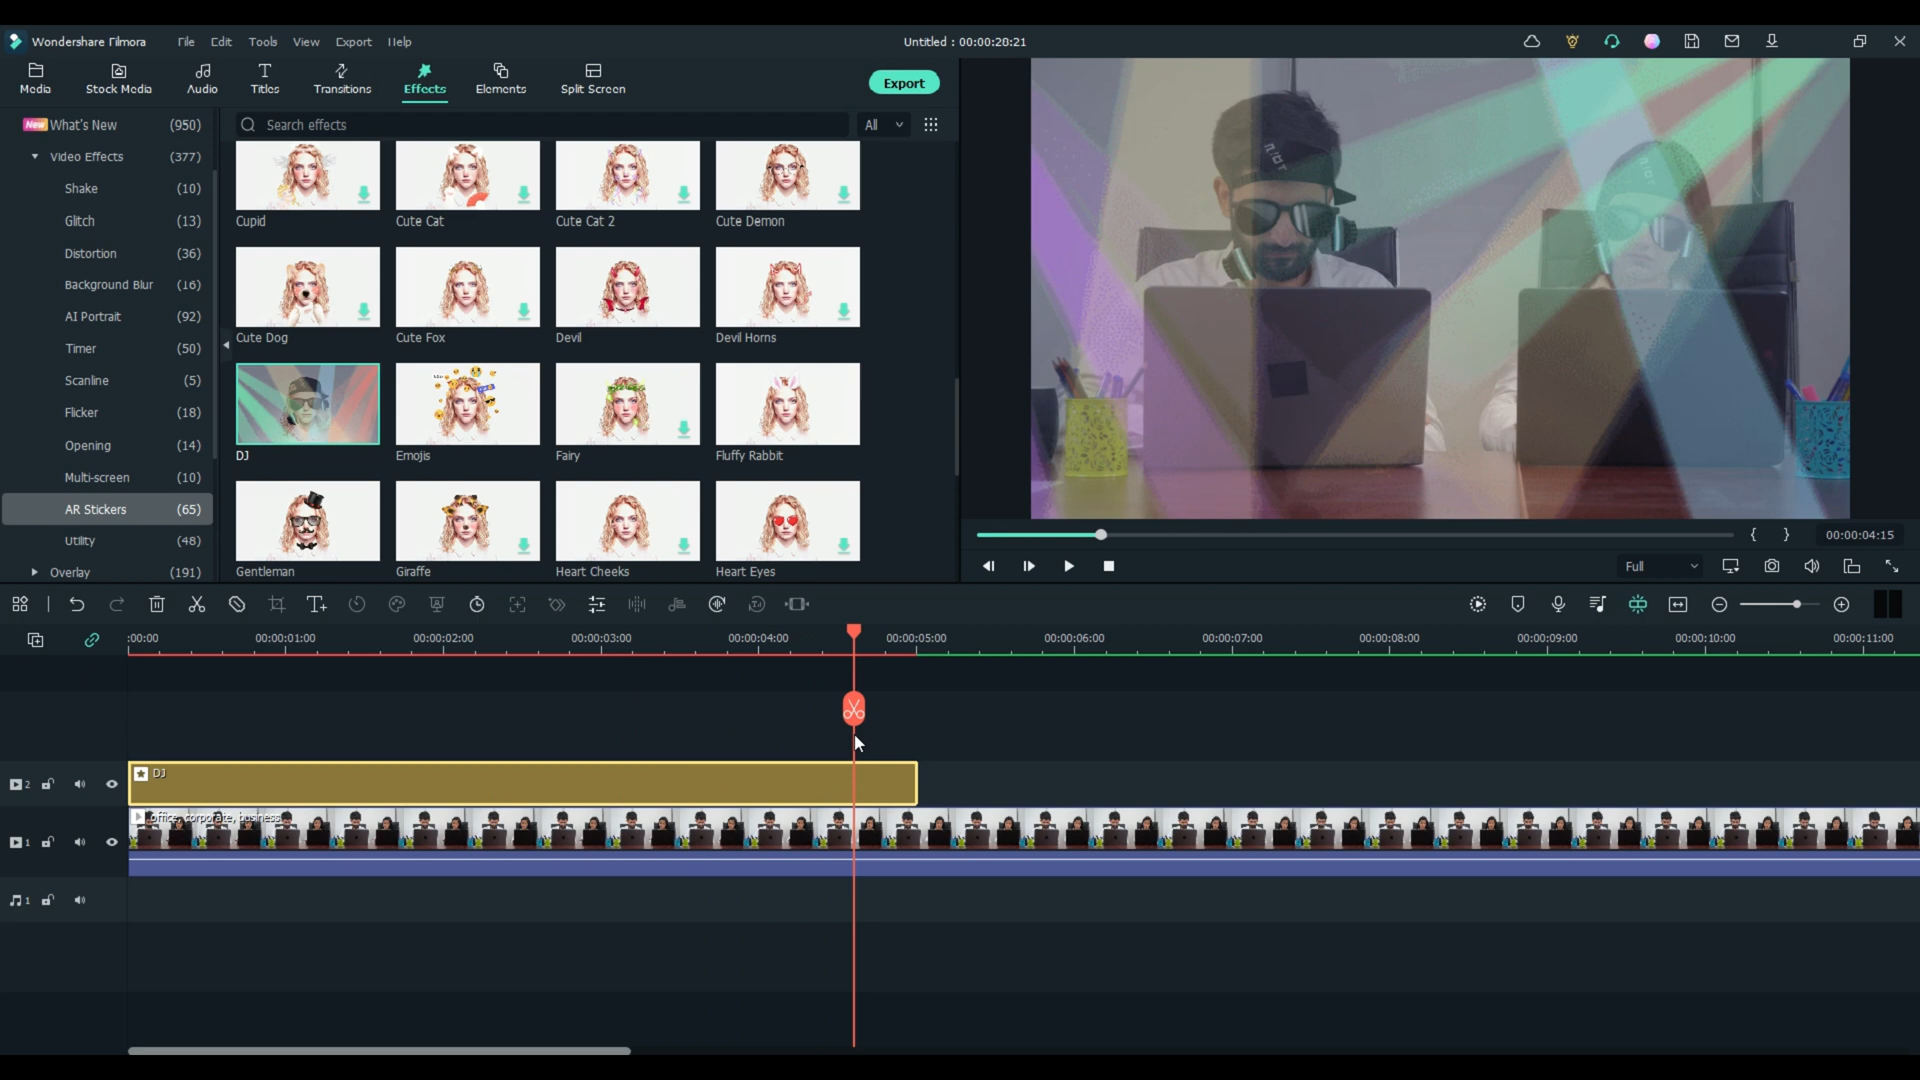 Wondershare Filmora File Edit Tools View Export Help Untitled : 00:00:20:21
Media Stock Media Audio Titles Transitions Effects Elements Split Screen Export
New What's New (950)
Search effects All
Video Effects (377)
Shake (10)
Glitch (13)
Distortion (36)
Background Blur (16)
AI Portrait (92)
Timer (50)
Scanline (5)
Flicker (18)
Opening (14)
Multi-screen (10)
AR Stickers (65)
Utility (48)
Overlay (191)
Cupid Cute Cat Cute Cat 2 Cute Demon
Cute Dog Cute Fox Devil Devil Horns
DJ Emojis Fairy Fluffy Rabbit
Gentleman Giraffe Heart Cheeks Heart Eyes
{ } 00:00:04:15
Full
:00:00 00:00:01:00 00:00:02:00 00:00:03:00 00:00:04:00 00:00:05:00 00:00:06:00 00:00:07:00 00:00:08:00 00:00:09:00 00:00:10:00 00:00:11:00
2 DJ
office, corporate, business
1
1